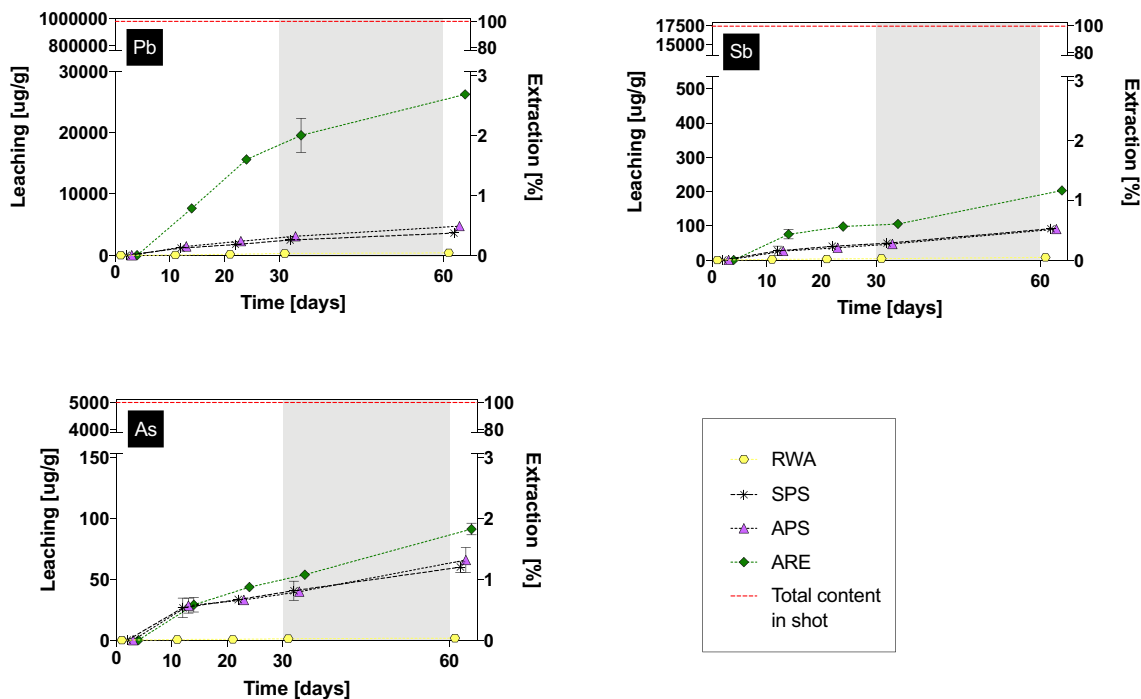 Pb
Leaching [ug/g]
1000000
800000
30000
20000
10000
0
100
80
3
2
1
0
Extraction [%]
0 10 20 30 60
Time [days]
Sb
Leaching [ug/g]
17500
15000
500
400
300
200
100
0
100
80
3
2
1
0
Extraction [%]
0 10 20 30 60
Time [days]
As
Leaching [ug/g]
5000
4000
150
100
50
0
100
80
3
2
1
0
Extraction [%]
0 10 20 30 60
Time [days]
RWA
SPS
APS
ARE
Total content
in shot